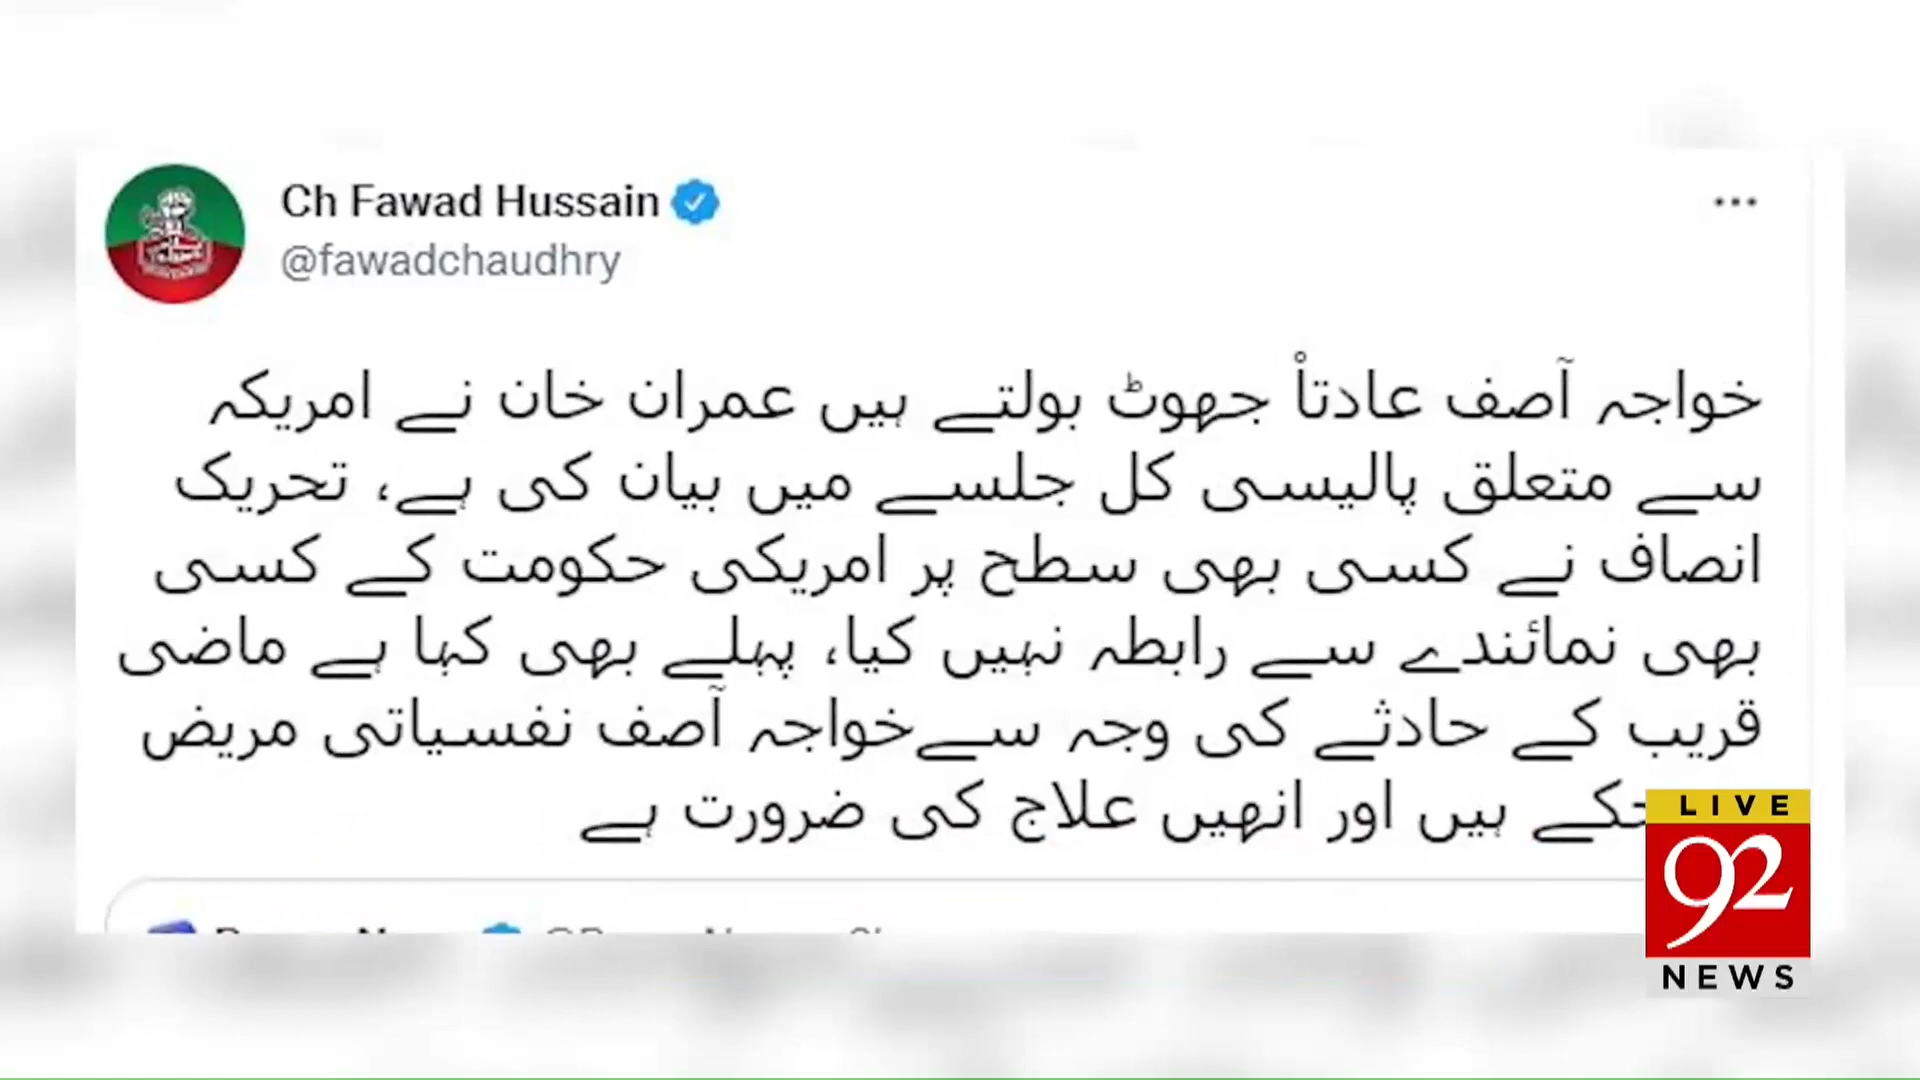 Ch Fawad Hussain
@fawadchaudhry
خواجہ آصف عادتاْ جھوٹ بولتے ہیں عمران خان نے امریکہ
سے متعلق پالیسی کل جلسے میں بیان کی ہے، تحریک
انصاف نے کسی بھی سطح پر امریکی حکومت کے کسی
بھی نمائندے سے رابطہ نہیں کیا، پہلے بھی کہا ہے ماضی
قریب کے حادثے کی وجہ سےخواجہ آصف نفسیاتی مریض
ہیں اور انھیں علاج کی ضرورت ہے
LIVE
92
NEWS